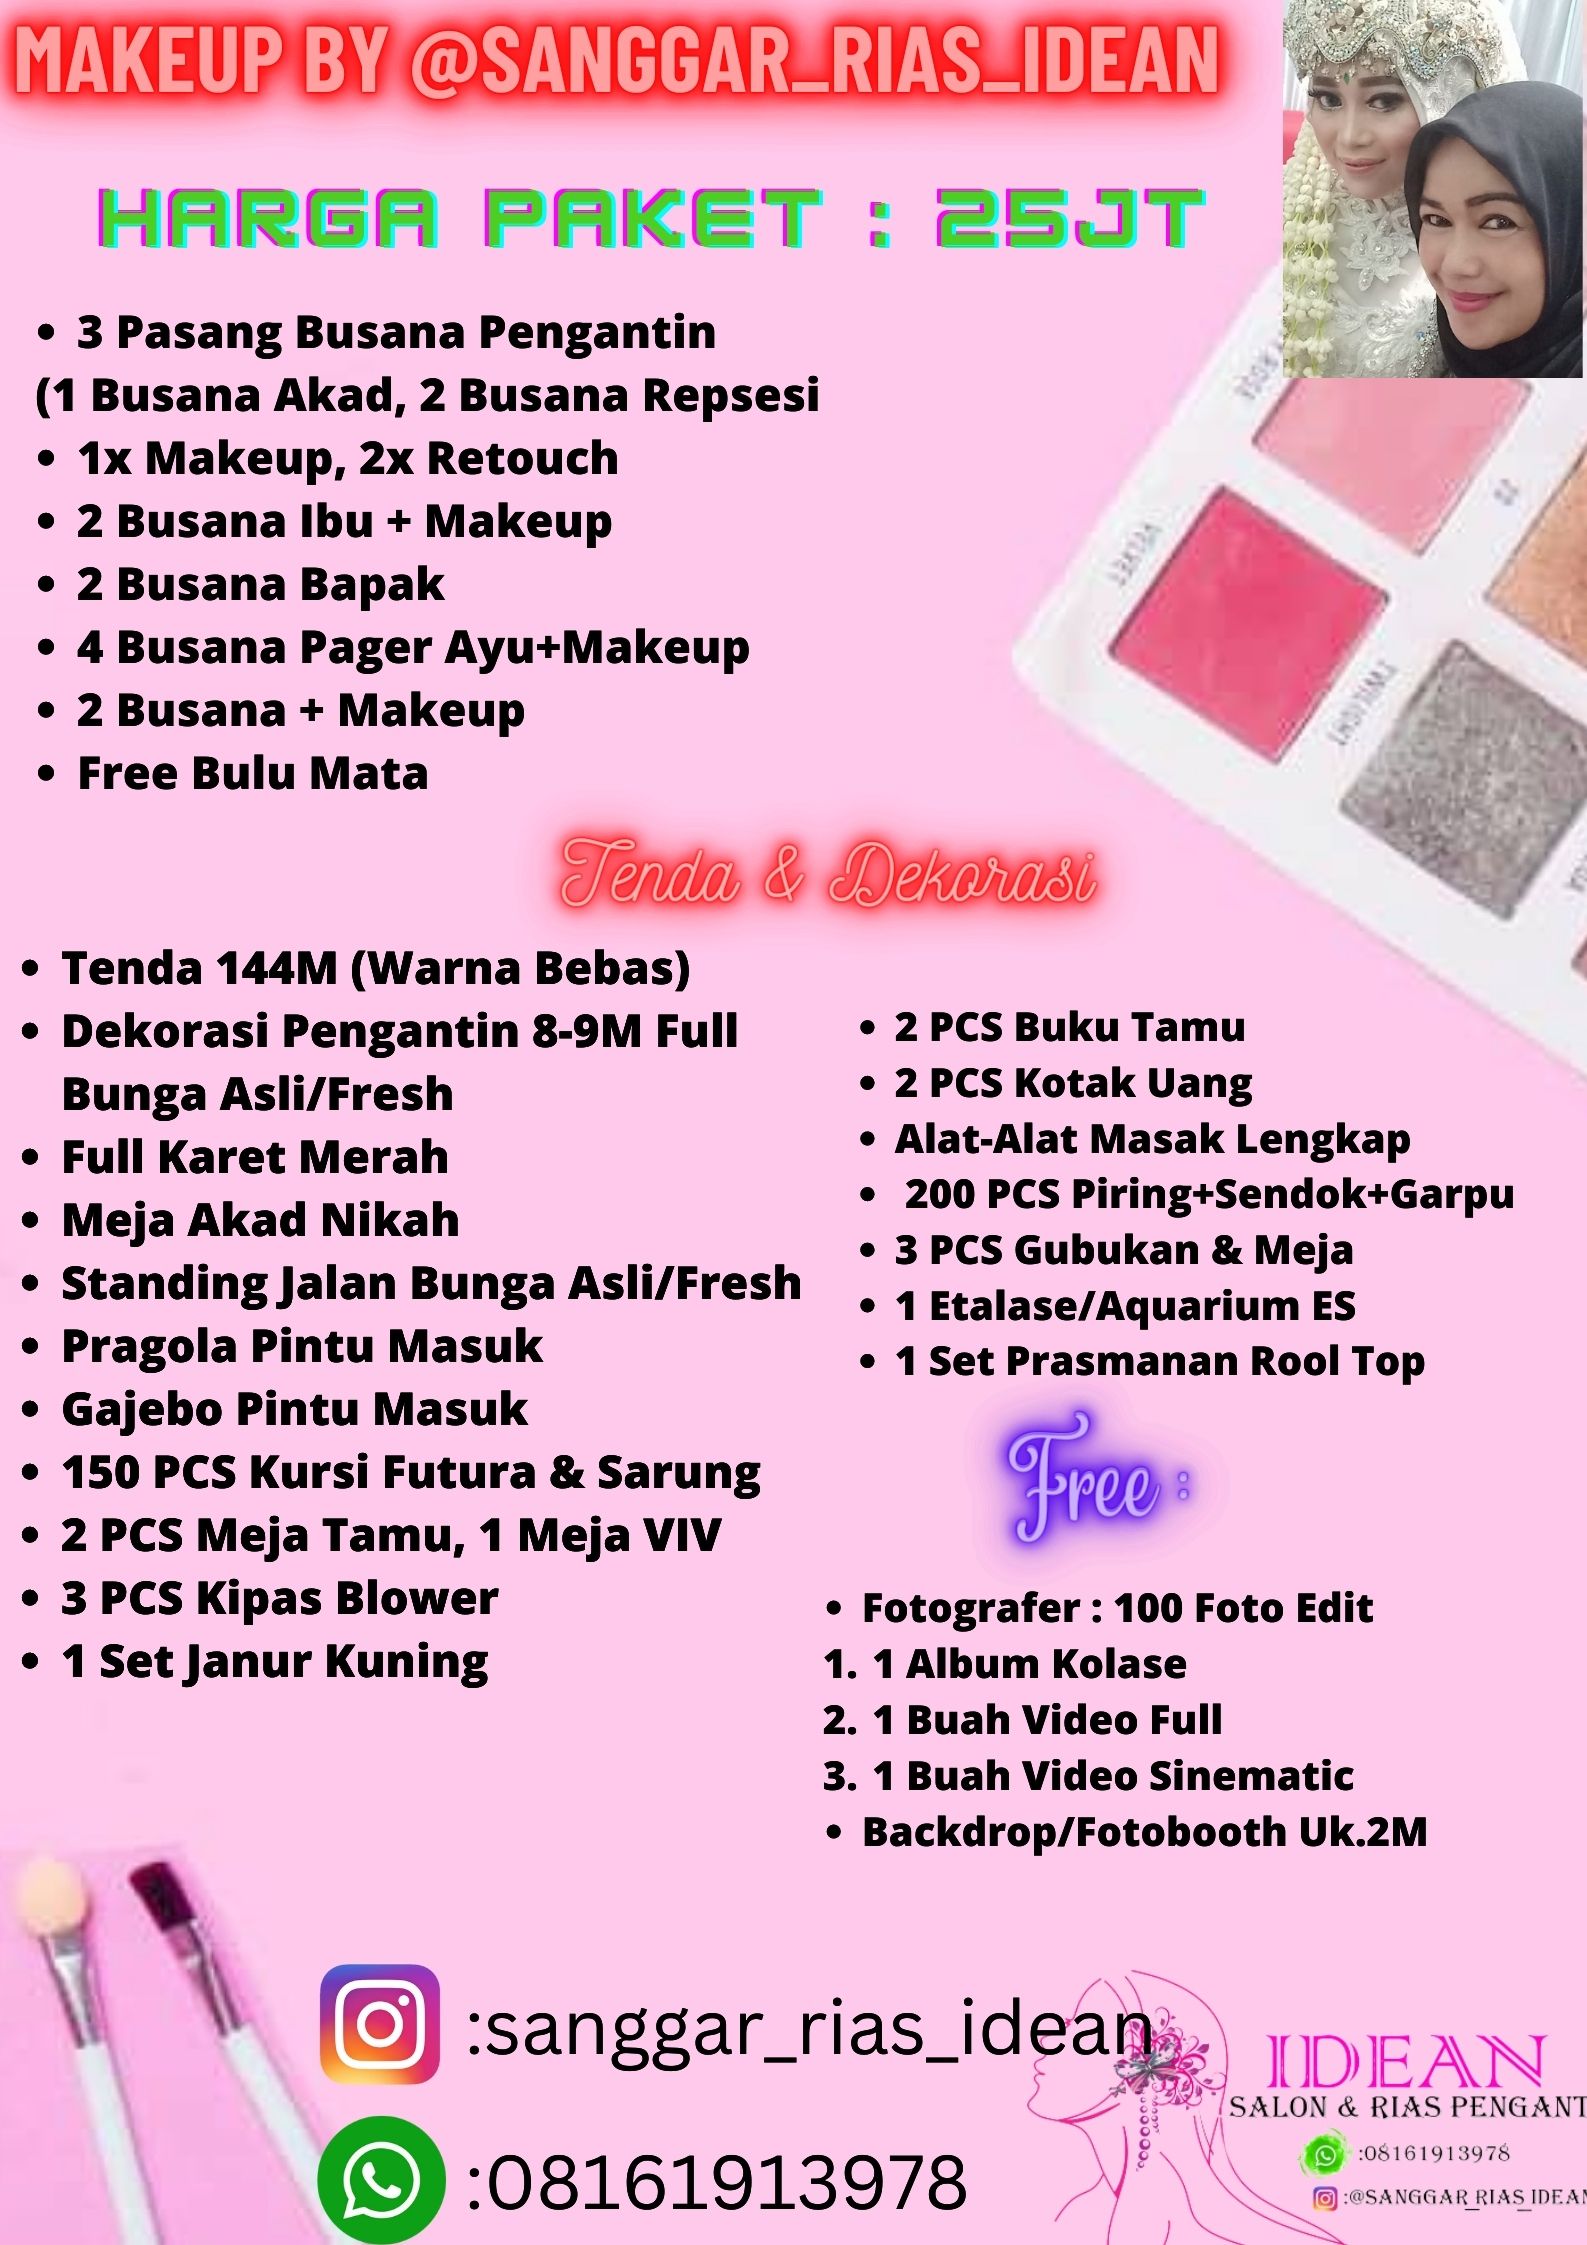 MAKEUP BY @SANGGAR_RIAS_IDEAN
HARGA PAKET : 25JT
• 3 Pasang Busana Pengantin
(1 Busana Akad, 2 Busana Repsesi
• 1x Makeup, 2x Retouch
• 2 Busana Ibu + Makeup
• 2 Busana Bapak
• 4 Busana Pager Ayu+Makeup
• 2 Busana + Makeup
• Free Bulu Mata
VELVET
TWILIGHT
Tenda & Dekorasi
• Tenda 144M (Warna Bebas)
• Dekorasi Pengantin 8-9M Full
Bunga Asli/Fresh
• Full Karet Merah
• Meja Akad Nikah
• Standing Jalan Bunga Asli/Fresh
• Pragola Pintu Masuk
• Gajebo Pintu Masuk
• 150 PCS Kursi Futura & Sarung
• 2 PCS Meja Tamu, 1 Meja VIV
• 3 PCS Kipas Blower
• 1 Set Janur Kuning
• 2 PCS Buku Tamu
• 2 PCS Kotak Uang
• Alat-Alat Masak Lengkap
• 200 PCS Piring+Sendok+Garpu
• 3 PCS Gubukan & Meja
• 1 Etalase/Aquarium ES
• 1 Set Prasmanan Rool Top
Free :
• Fotografer : 100 Foto Edit
1. 1 Album Kolase
2. 1 Buah Video Full
3. 1 Buah Video Sinematic
• Backdrop/Fotobooth Uk.2M
:sanggar_rias_idean
:08161913978
IDEAN
SALON & RIAS PENGANT
:08161913978
:@SANGGAR_RIAS_IDEAN